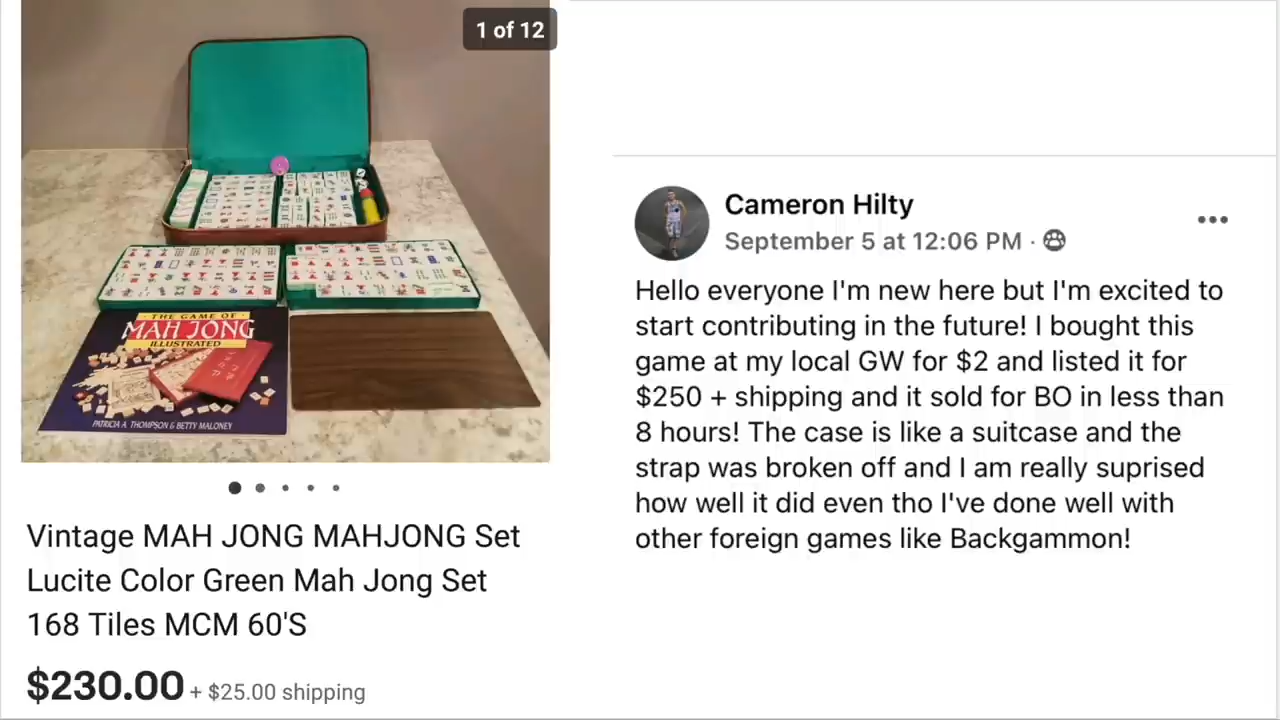 1 of 12
THE GAME OF
MAH JONG
ILLUSTRATED
PATRICIA A. THOMPSON & BETTY MALONEY
Vintage MAH JONG MAHJONG Set
Lucite Color Green Mah Jong Set
168 Tiles MCM 60'S
$230.00 + $25.00 shipping
Cameron Hilty
September 5 at 12:06 PM ·
Hello everyone I'm new here but I'm excited to
start contributing in the future! I bought this
game at my local GW for $2 and listed it for
$250 + shipping and it sold for BO in less than
8 hours! The case is like a suitcase and the
strap was broken off and I am really suprised
how well it did even tho I've done well with
other foreign games like Backgammon!